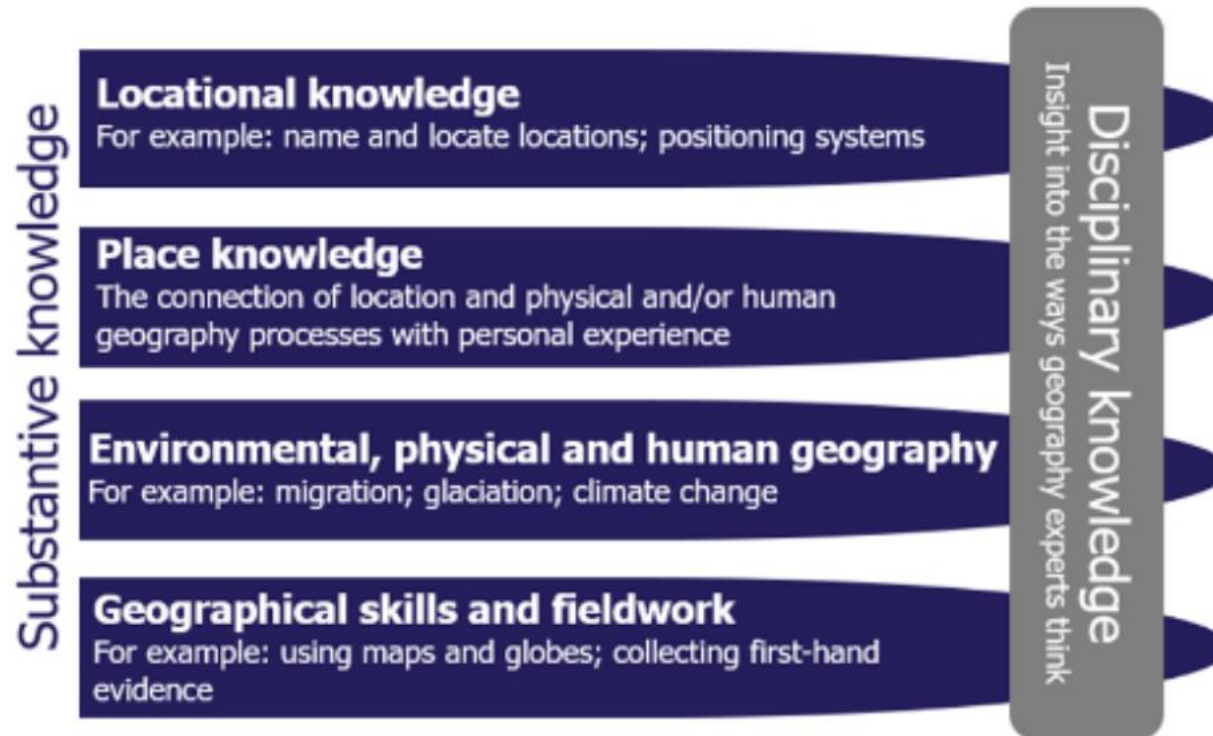 Substantive knowledge
Locational knowledge
For example: name and locate locations; positioning systems
Place knowledge
The connection of location and physical and/or human
geography processes with personal experience
Environmental, physical and human geography
For example: migration; glaciation; climate change
Geographical skills and fieldwork
For example: using maps and globes; collecting first-hand
evidence
Disciplinary knowledge
Insight into the ways geography experts think